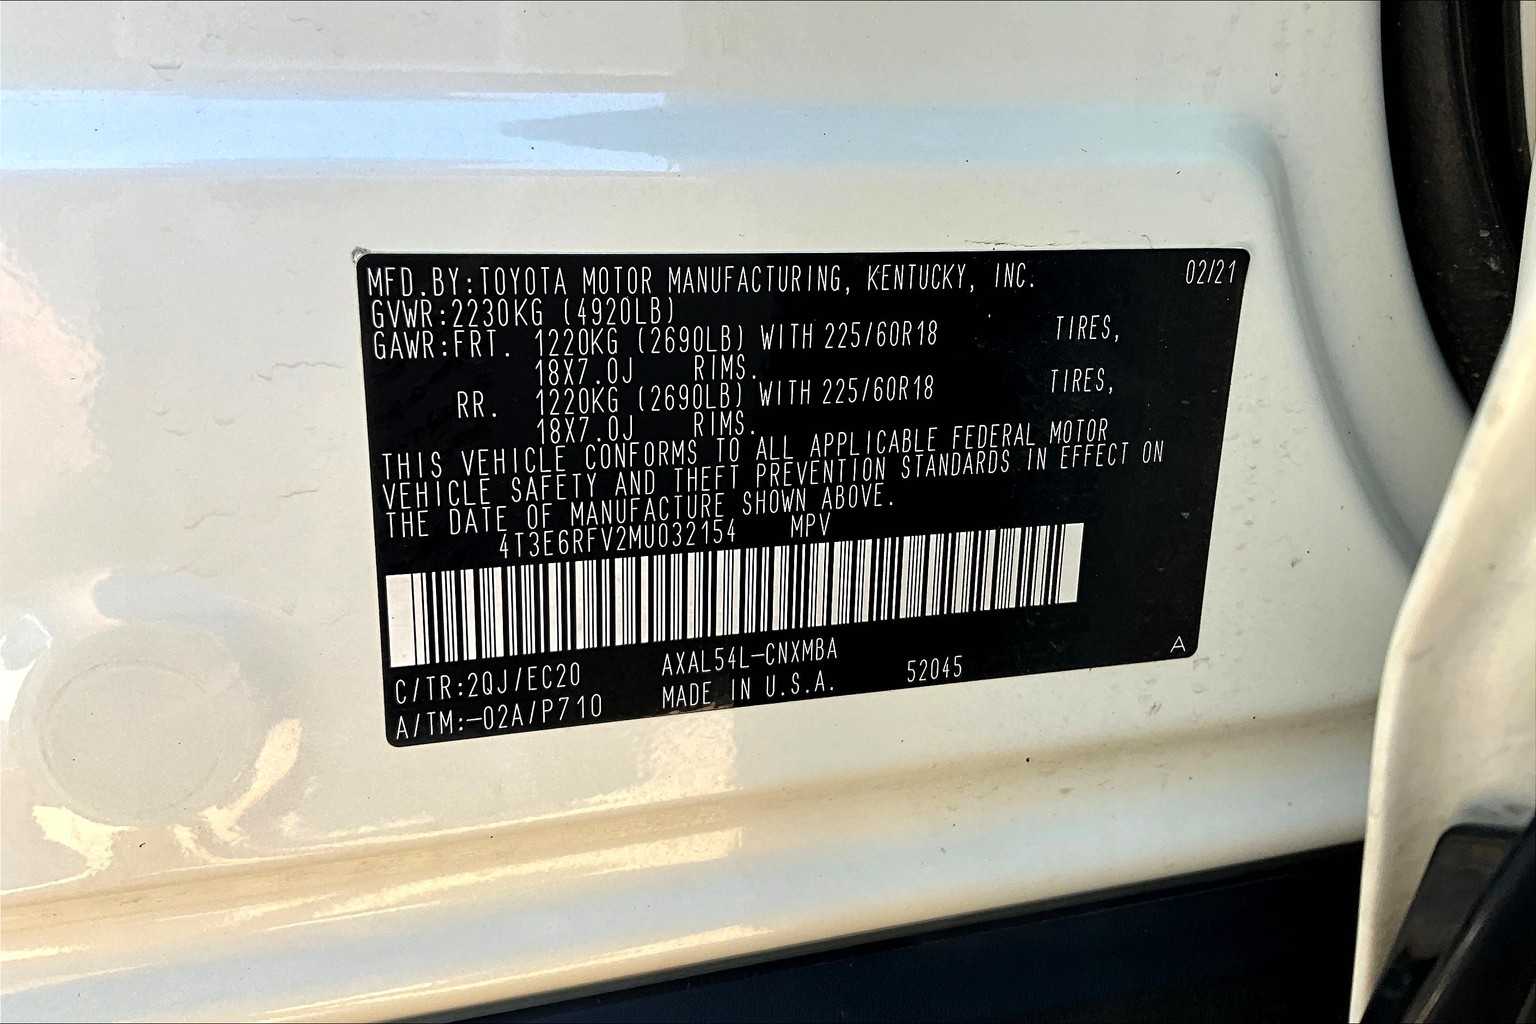 MFD.BY:TOYOTA MOTOR MANUFACTURING, KENTUCKY, INC. 02/21
GVWR:2230KG (4920LB)
GAWR:FRT. 1220KG (2690LB) WITH 225/60R18 TIRES,
18X7.0J RIMS.
RR. 1220KG (2690LB) WITH 225/60R18 TIRES,
18X7.0J RIMS.
THIS VEHICLE CONFORMS TO ALL APPLICABLE FEDERAL MOTOR
VEHICLE SAFETY AND THEFT PREVENTION STANDARDS IN EFFECT ON
THE DATE OF MANUFACTURE SHOWN ABOVE.
4T3E6RFV2MU032154 MPV
C/TR:2QJ/EC20 AXAL54L-CNXMBA A
A/TM:-02A/P710 MADE IN U.S.A. 52045